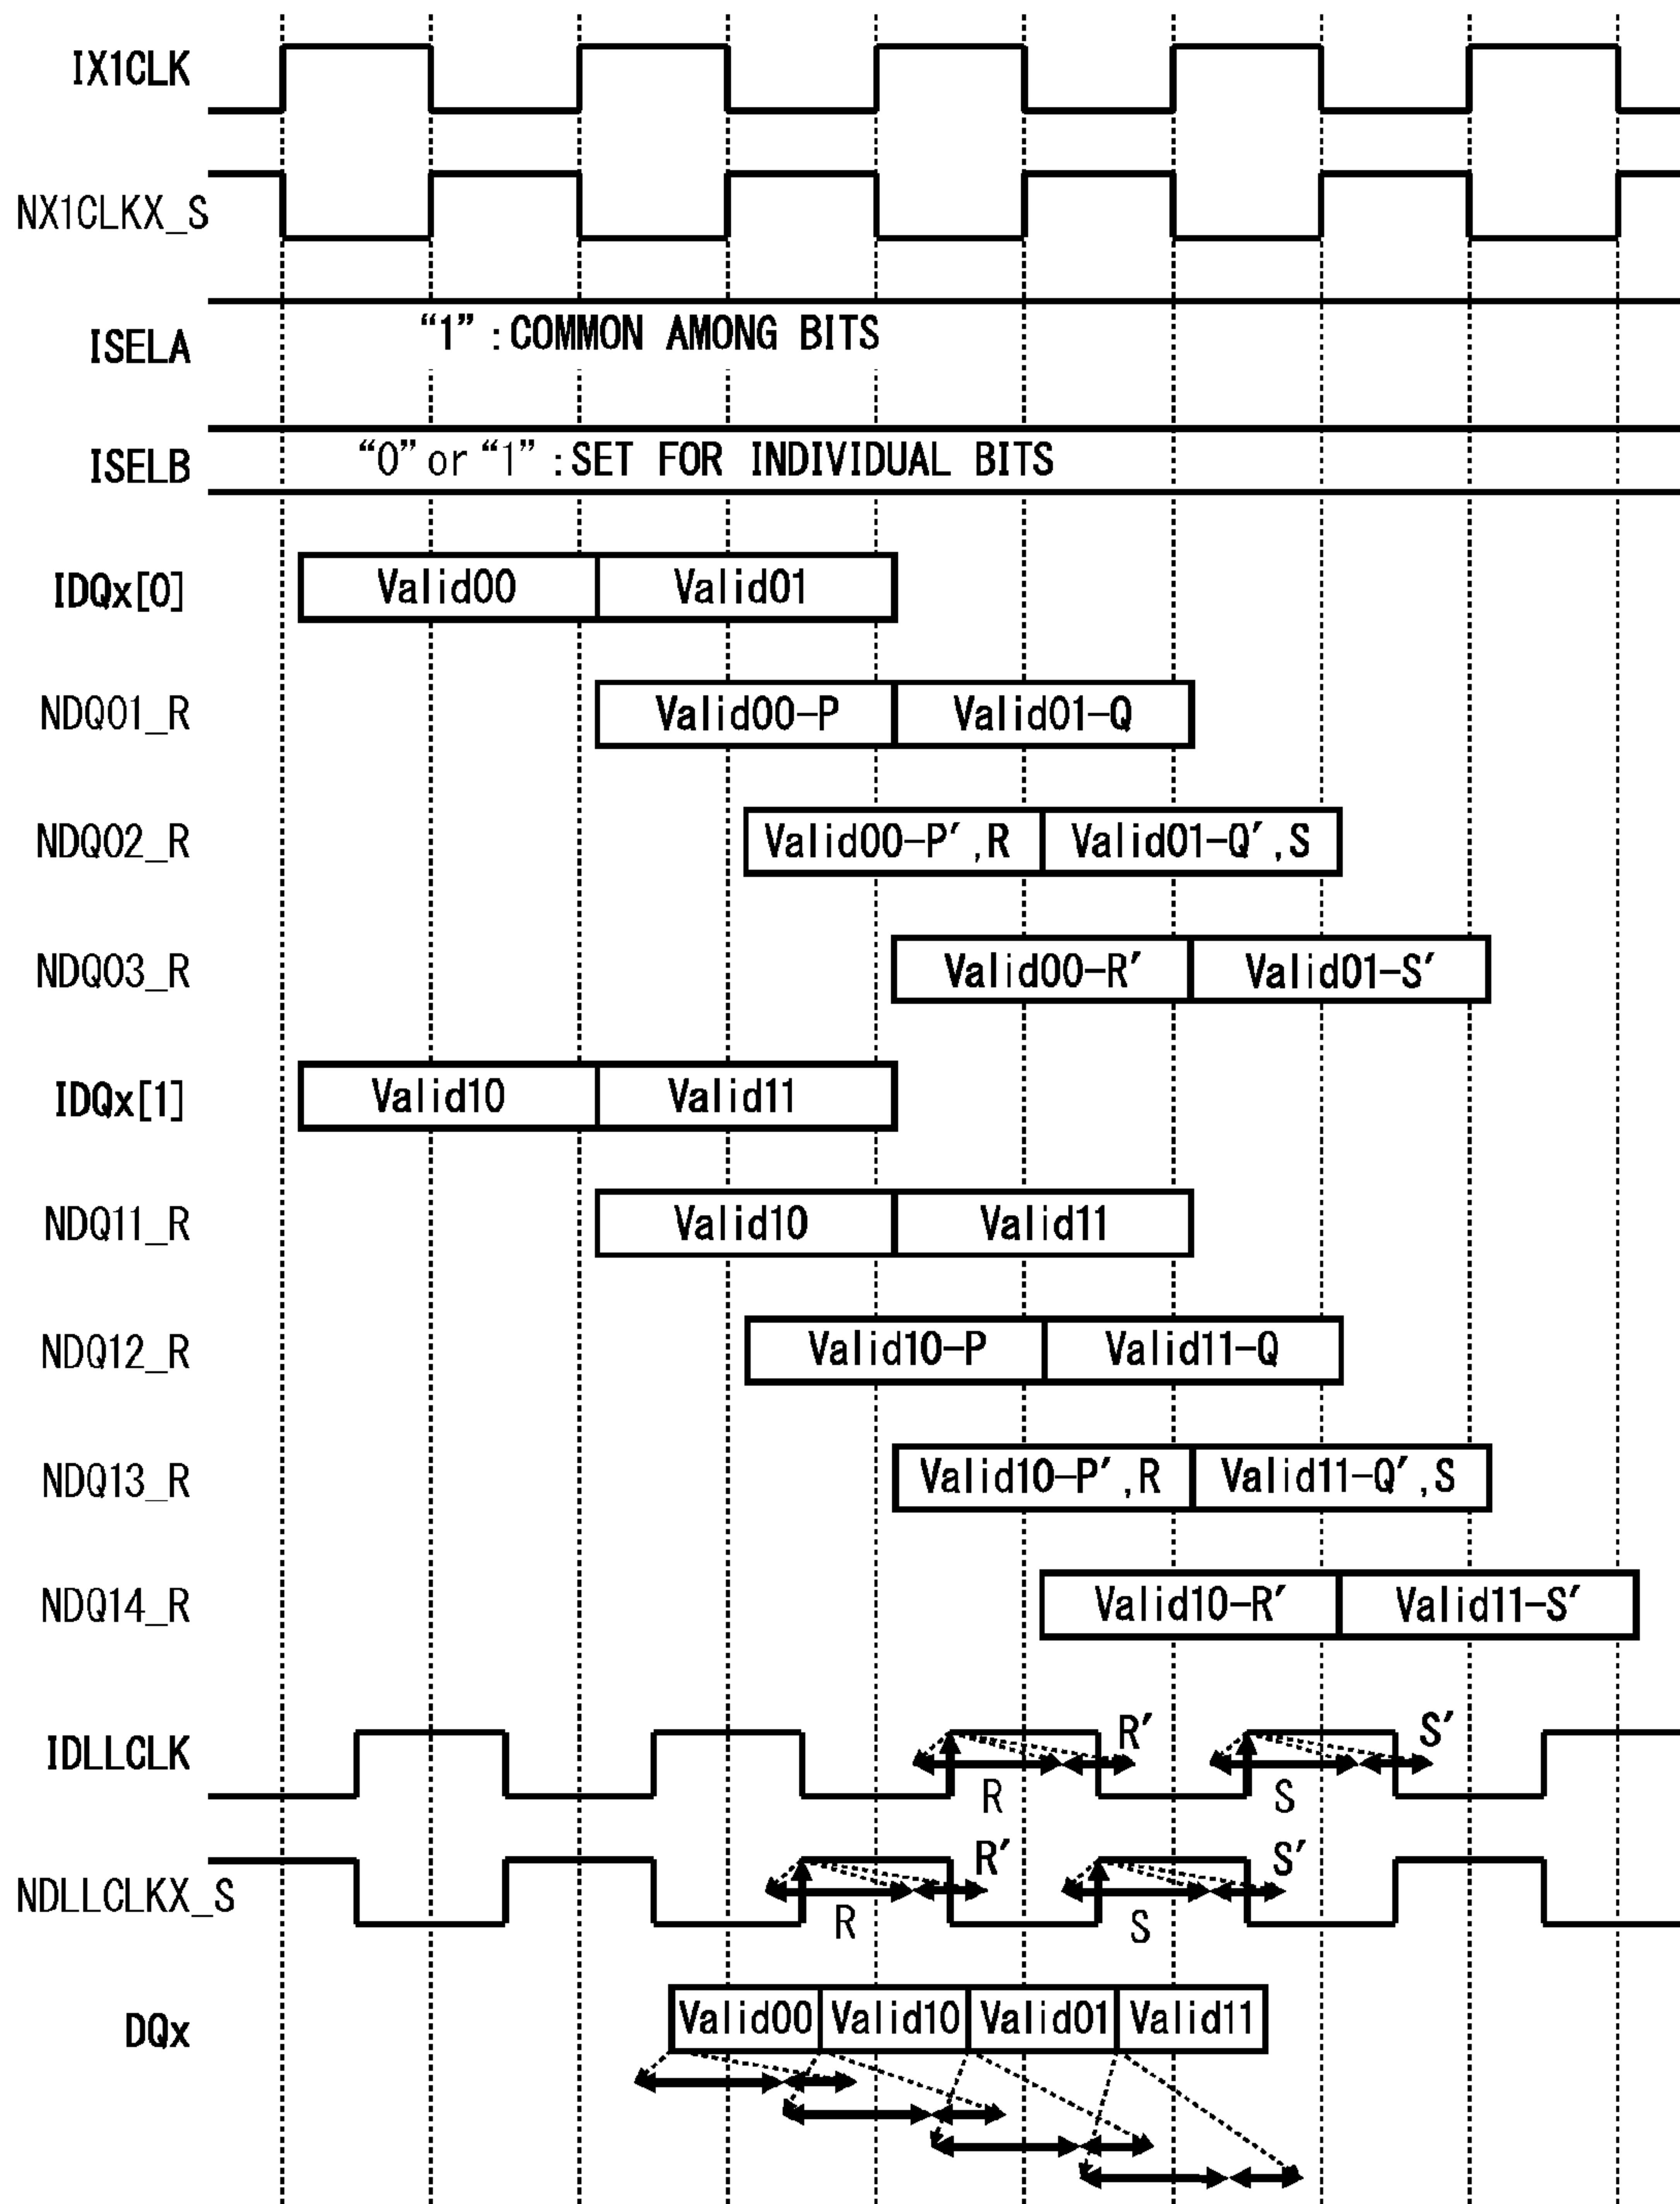 IX1CLK
NX1CLKX_S
ISELA “1” :COMMON AMONG BITS
ISELB “0” or “1” :SET FOR INDIVIDUAL BITS
IDQx[0] Valid00 Valid01
NDQ01_R Valid00-P Valid01-Q
NDQ02_R Valid00-P′,R Valid01-Q′,S
NDQ03_R Valid00-R′ Valid01-S′
IDQx[1] Valid10 Valid11
NDQ11_R Valid10 Valid11
NDQ12_R Valid10-P Valid11-Q
NDQ13_R Valid10-P′,R Valid11-Q′,S
NDQ14_R Valid10-R′ Valid11-S′
IDLLCLK R′ S′
R S
NDLLCLKX_S R′ S′
R S
DQx Valid00 Valid10 Valid01 Valid11